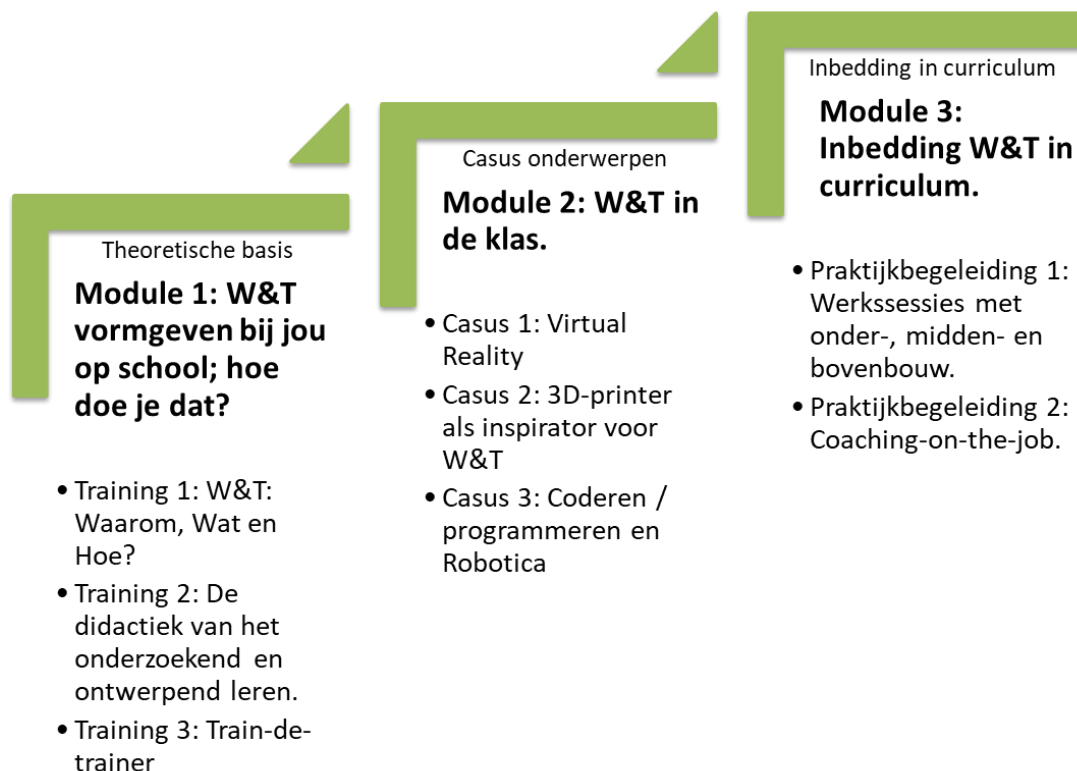 Theoretische basis
Module 1: W&T
vormgeven bij jou
op school; hoe
doe je dat?
• Training 1: W&T:
Waarom, Wat en
Hoe?
• Training 2: De
didactiek van het
onderzoekend en
ontwerpend leren.
• Training 3: Train-de-
trainer
Casus onderwerpen
Module 2: W&T in
de klas.
• Casus 1: Virtual
Reality
• Casus 2: 3D-printer
als inspirator voor
W&T
• Casus 3: Coderen /
programmeren en
Robotica
Inbedding in curriculum
Module 3:
Inbedding W&T in
curriculum.
• Praktijkbegeleiding 1:
Werkssessies met
onder-, midden- en
bovenbouw.
• Praktijkbegeleiding 2:
Coaching-on-the-job.